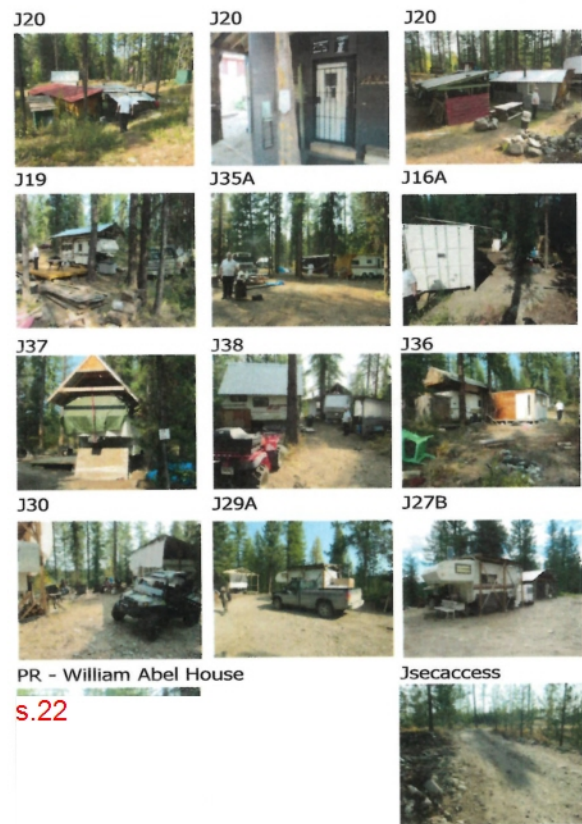 J20 J20 J20
J19 J35A J16A
J37 J38 J36
J30 J29A J27B
PR - William Abel House Jsecaccess
s.22